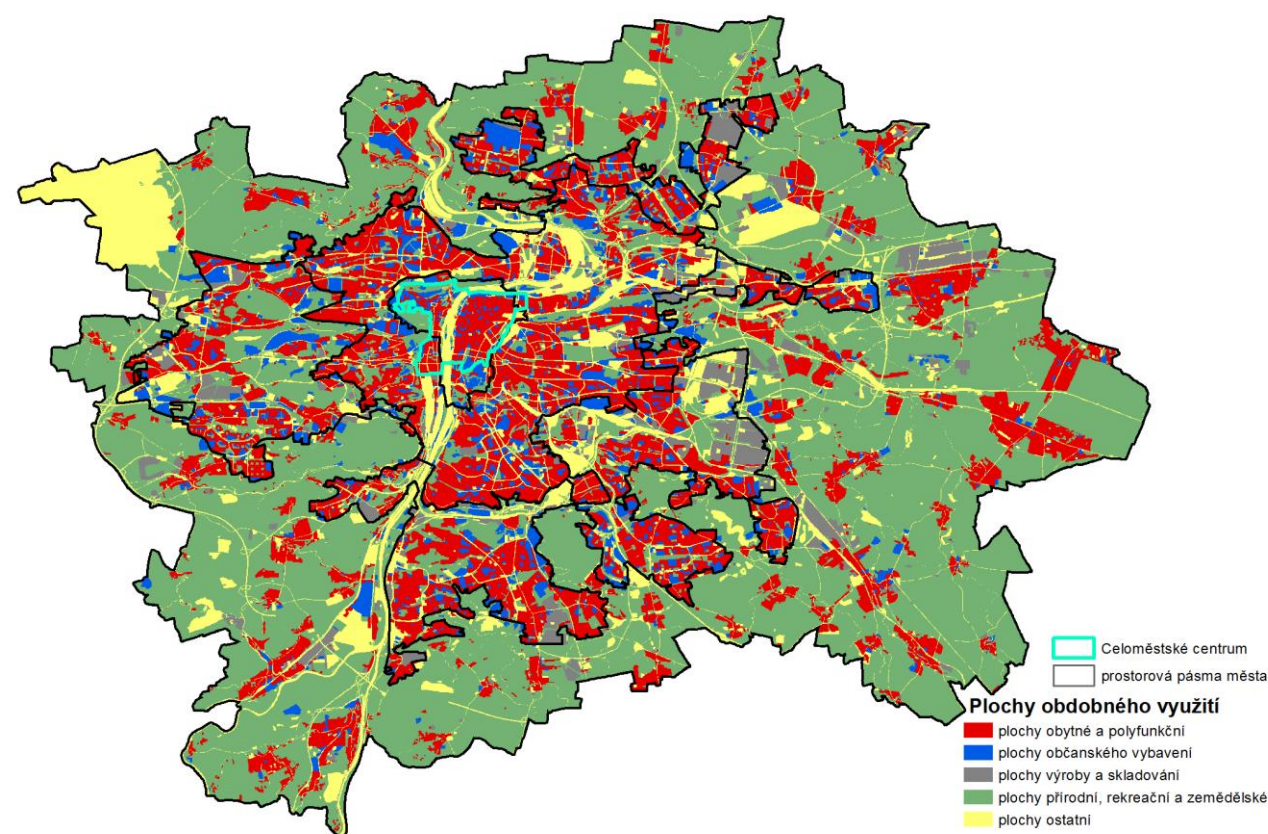 Celoměstské centrum
prostorová pásma města
Plochy obdobného využití
plochy obytné a polyfunkční
plochy občanského vybavení
plochy výroby a skladování
plochy přírodní, rekreační a zemědělské
plochy ostatní